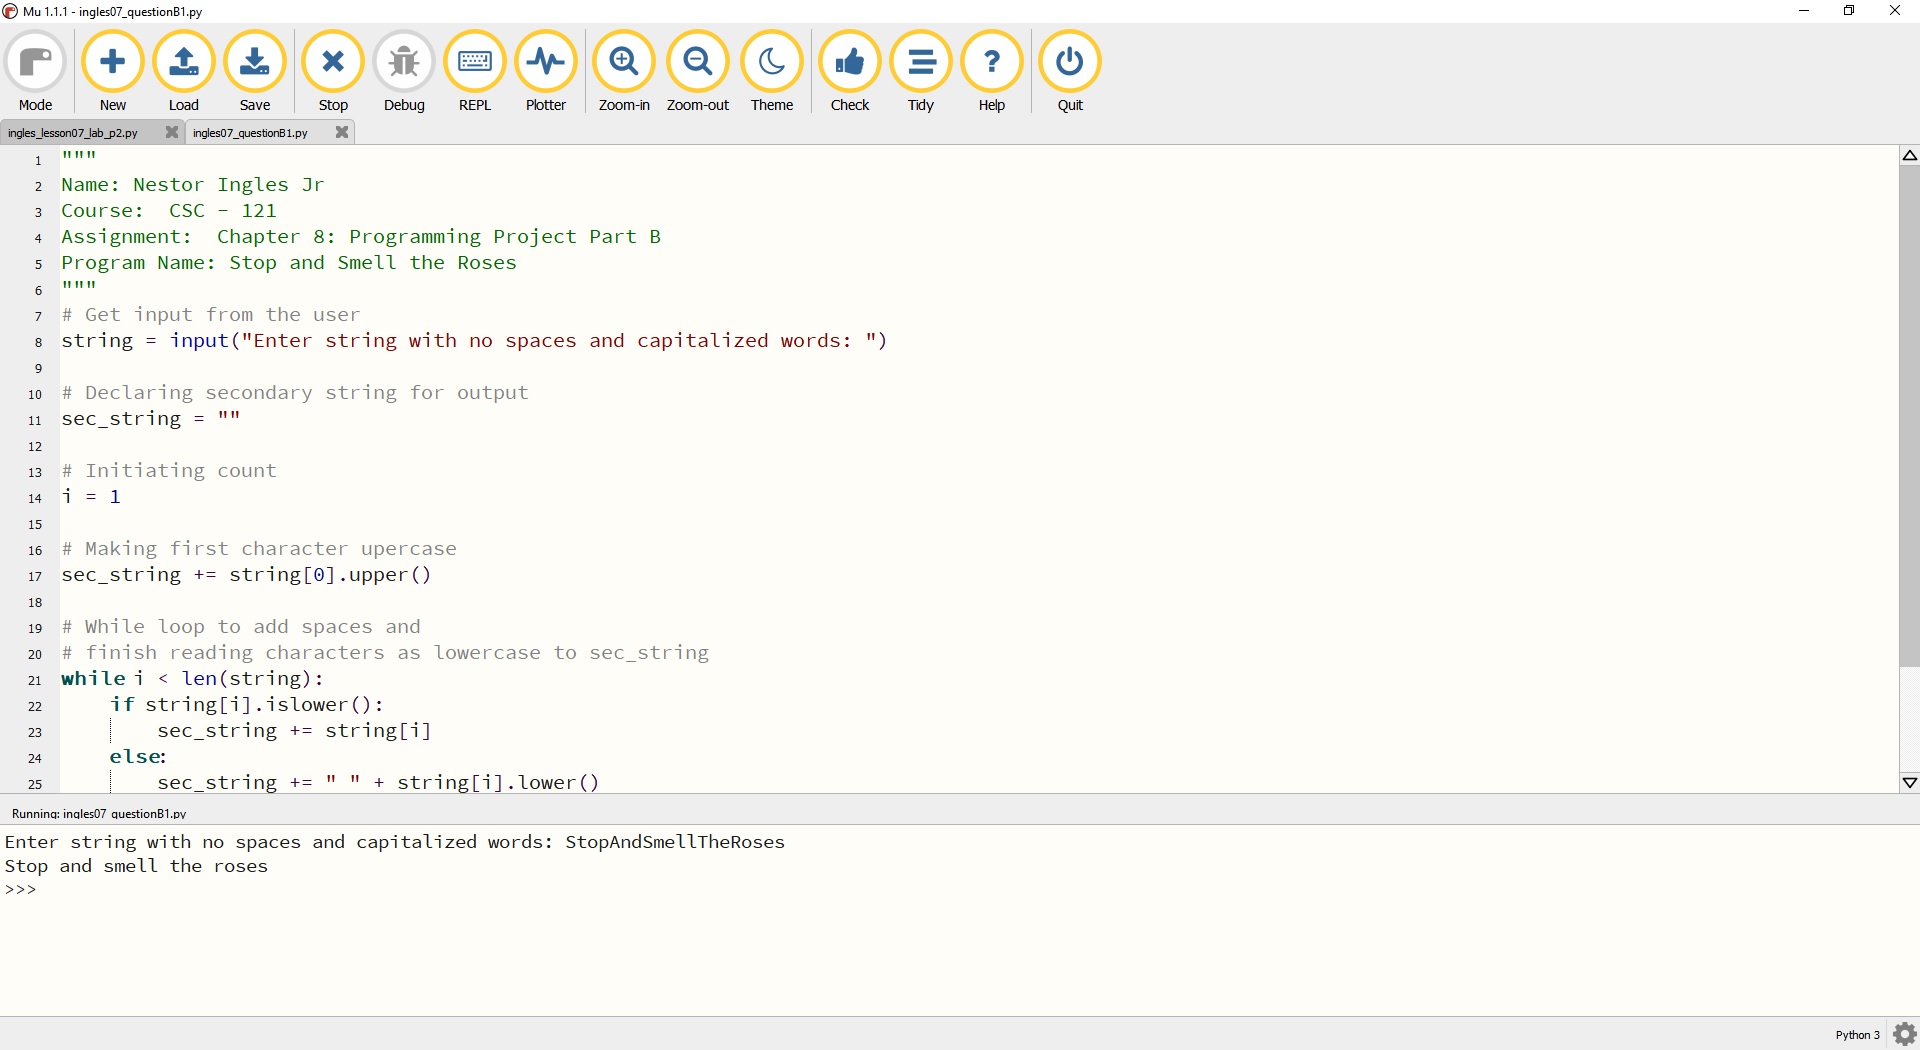 Mu 1.1.1 - ingles07_questionB1.py
Mode New Load Save Stop Debug REPL Plotter Zoom-in Zoom-out Theme Check Tidy Help Quit
ingles_lesson07_lab_p2.py ingles07_questionB1.py
1 """
2 Name: Nestor Ingles Jr
3 Course:  CSC - 121
4 Assignment:  Chapter 8: Programming Project Part B
5 Program Name: Stop and Smell the Roses
6 """
7 # Get input from the user
8 string = input("Enter string with no spaces and capitalized words: ")
9
10 # Declaring secondary string for output
11 sec_string = ""
12
13 # Initiating count
14 i = 1
15
16 # Making first character upercase
17 sec_string += string[0].upper()
18
19 # While loop to add spaces and
20 # finish reading characters as lowercase to sec_string
21 while i < len(string):
22     if string[i].islower():
23         sec_string += string[i]
24     else:
25         sec_string += " " + string[i].lower()
Running: ingles07_questionB1.py
Enter string with no spaces and capitalized words: StopAndSmellTheRoses
Stop and smell the roses
>>>
Python 3